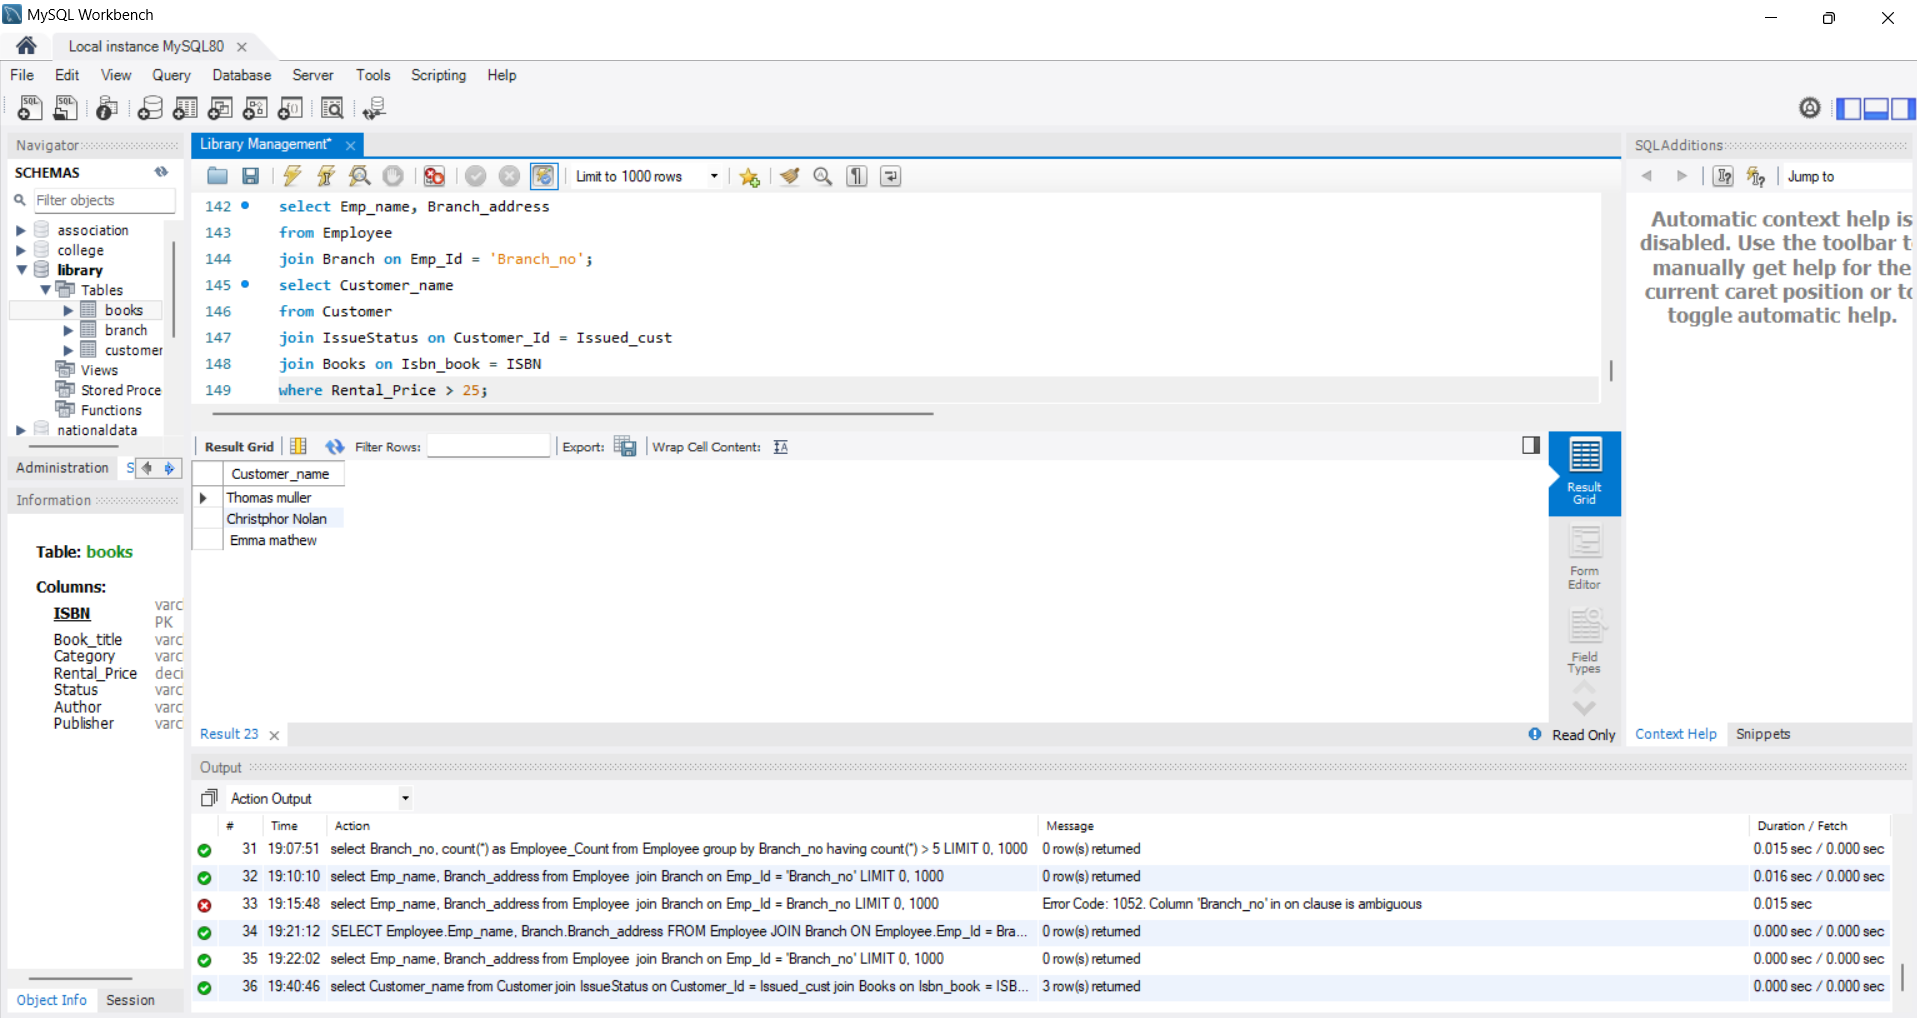 MySQL Workbench
Local instance MySQL80
File Edit View Query Database Server Tools Scripting Help
Navigator
SCHEMAS
Filter objects
association
college
library
Tables
books
branch
customer
Views
Stored Proce
Functions
nationaldata
Administration S
Information
Table: books
Columns:
ISBN varc
PK
Book_title varc
Category varc
Rental_Price deci
Status varc
Author varc
Publisher varc
Object Info Session
Library Management*
Limit to 1000 rows
142 select Emp_name, Branch_address
143 from Employee
144 join Branch on Emp_Id = 'Branch_no';
145 select Customer_name
146 from Customer
147 join IssueStatus on Customer_Id = Issued_cust
148 join Books on Isbn_book = ISBN
149 where Rental_Price > 25;
Result Grid Filter Rows: Export: Wrap Cell Content:
Customer_name
Thomas muller
Christphor Nolan
Emma mathew
Result
Grid
Form
Editor
Field
Types
Result 23
Read Only
SQLAdditions
Jump to
Automatic context help is
disabled. Use the toolbar t
manually get help for the
current caret position or to
toggle automatic help.
Context Help Snippets
Output
Action Output
# Time Action Message Duration / Fetch
31 19:07:51 select Branch_no, count(*) as Employee_Count from Employee group by Branch_no having count(*) > 5 LIMIT 0, 1000 0 row(s) returned 0.015 sec / 0.000 sec
32 19:10:10 select Emp_name, Branch_address from Employee join Branch on Emp_Id = 'Branch_no' LIMIT 0, 1000 0 row(s) returned 0.016 sec / 0.000 sec
33 19:15:48 select Emp_name, Branch_address from Employee join Branch on Emp_Id = Branch_no LIMIT 0, 1000 Error Code: 1052. Column 'Branch_no' in on clause is ambiguous 0.015 sec
34 19:21:12 SELECT Employee.Emp_name, Branch.Branch_address FROM Employee JOIN Branch ON Employee.Emp_Id = Bra... 0 row(s) returned 0.000 sec / 0.000 sec
35 19:22:02 select Emp_name, Branch_address from Employee join Branch on Emp_Id = 'Branch_no' LIMIT 0, 1000 0 row(s) returned 0.000 sec / 0.000 sec
36 19:40:46 select Customer_name from Customer join IssueStatus on Customer_Id = Issued_cust join Books on Isbn_book = ISB... 3 row(s) returned 0.000 sec / 0.000 sec